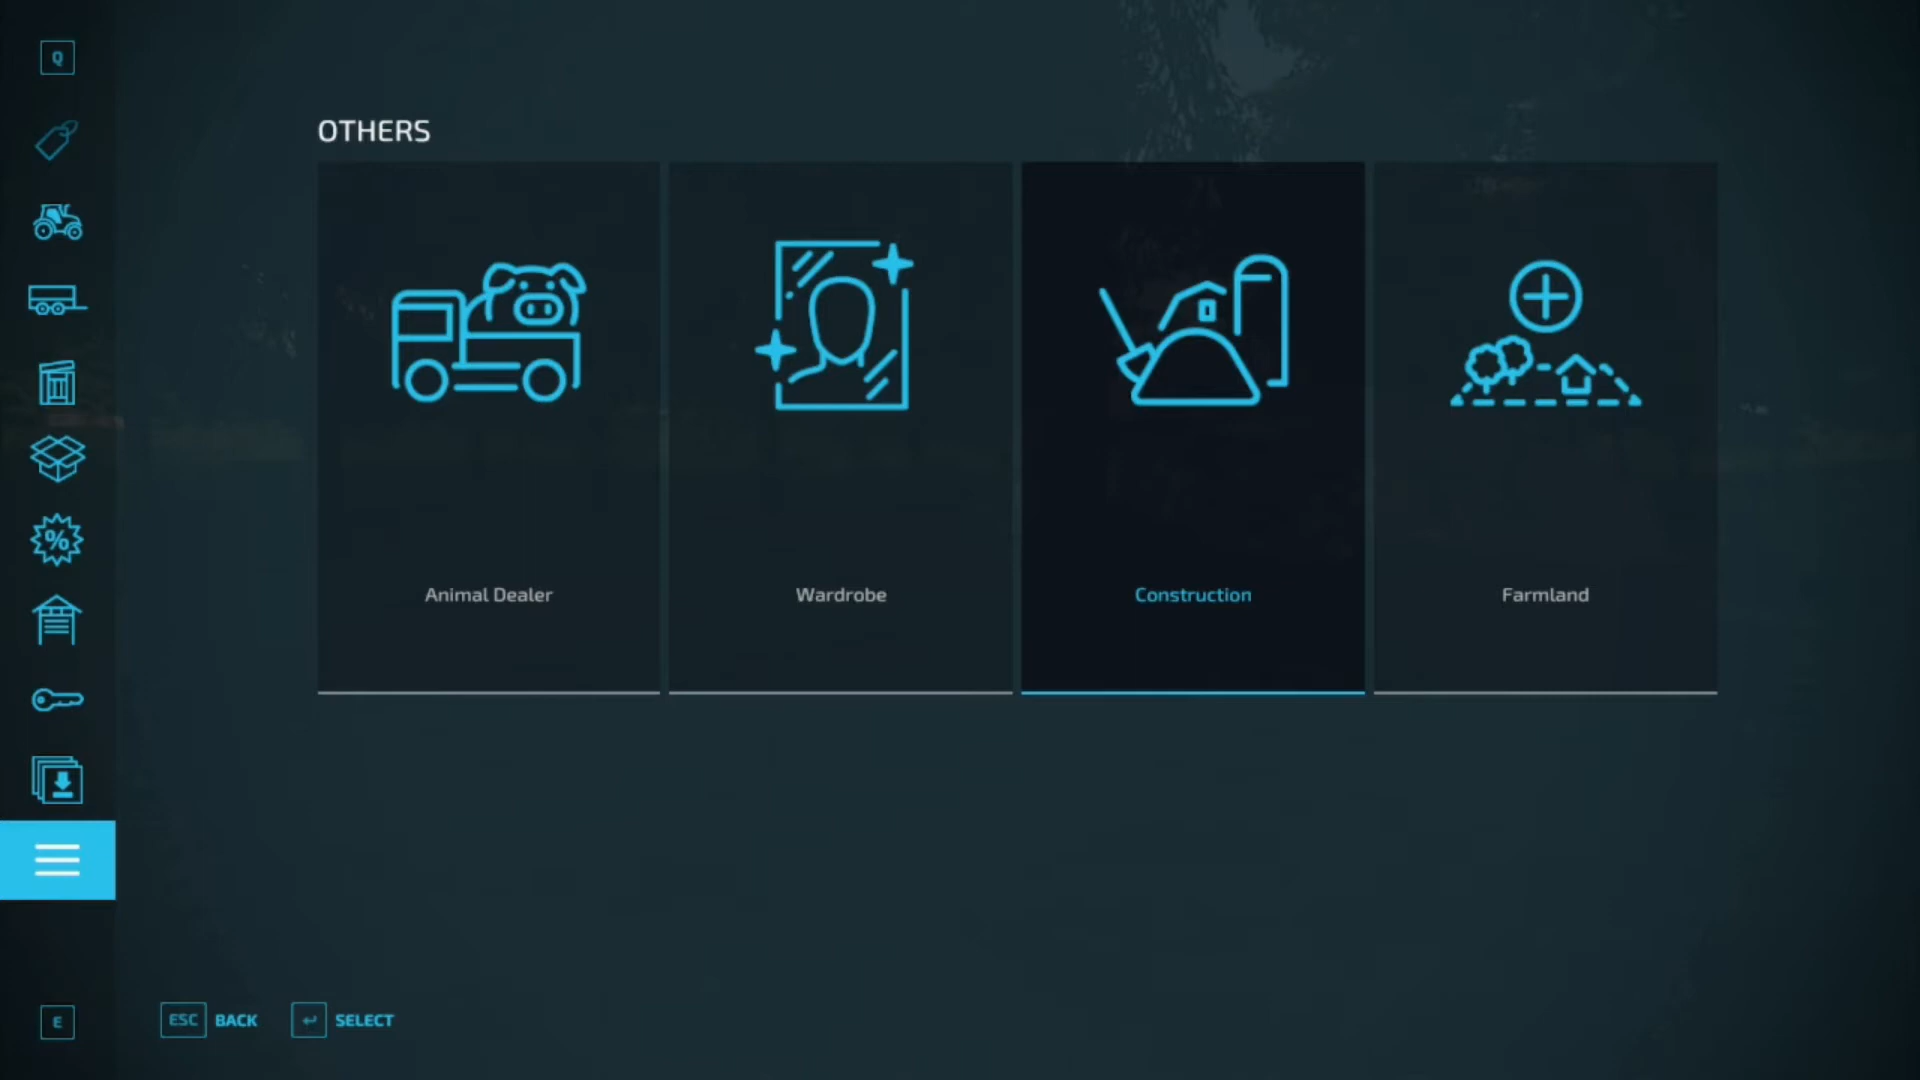 Q
OTHERS
Animal Dealer
Wardrobe
Construction
Farmland
%
E
ESC BACK
SELECT